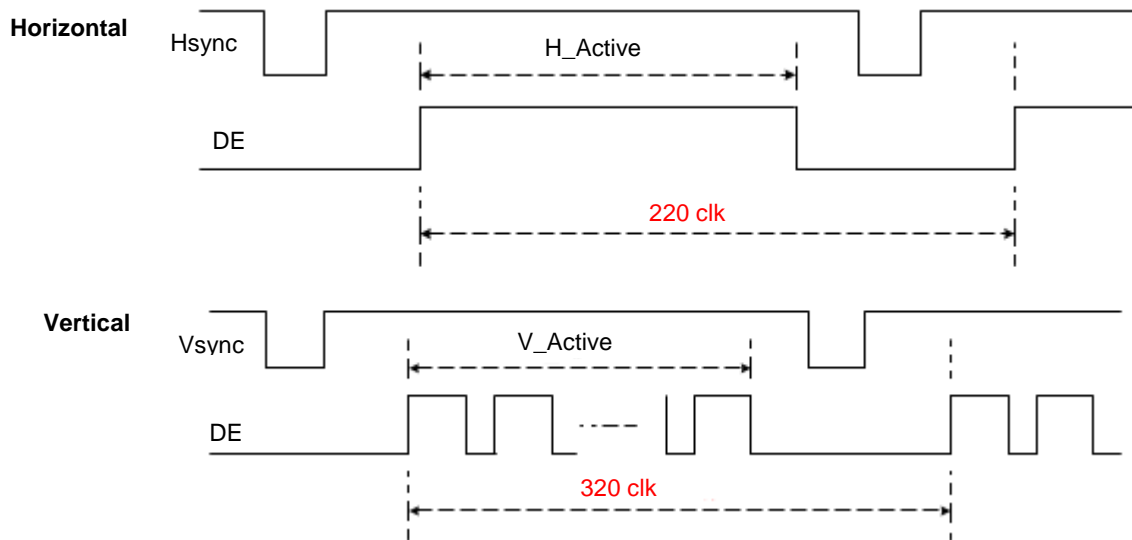 Horizontal
Hsync
H_Active
DE
220 clk
Vertical
Vsync
V_Active
DE
320 clk